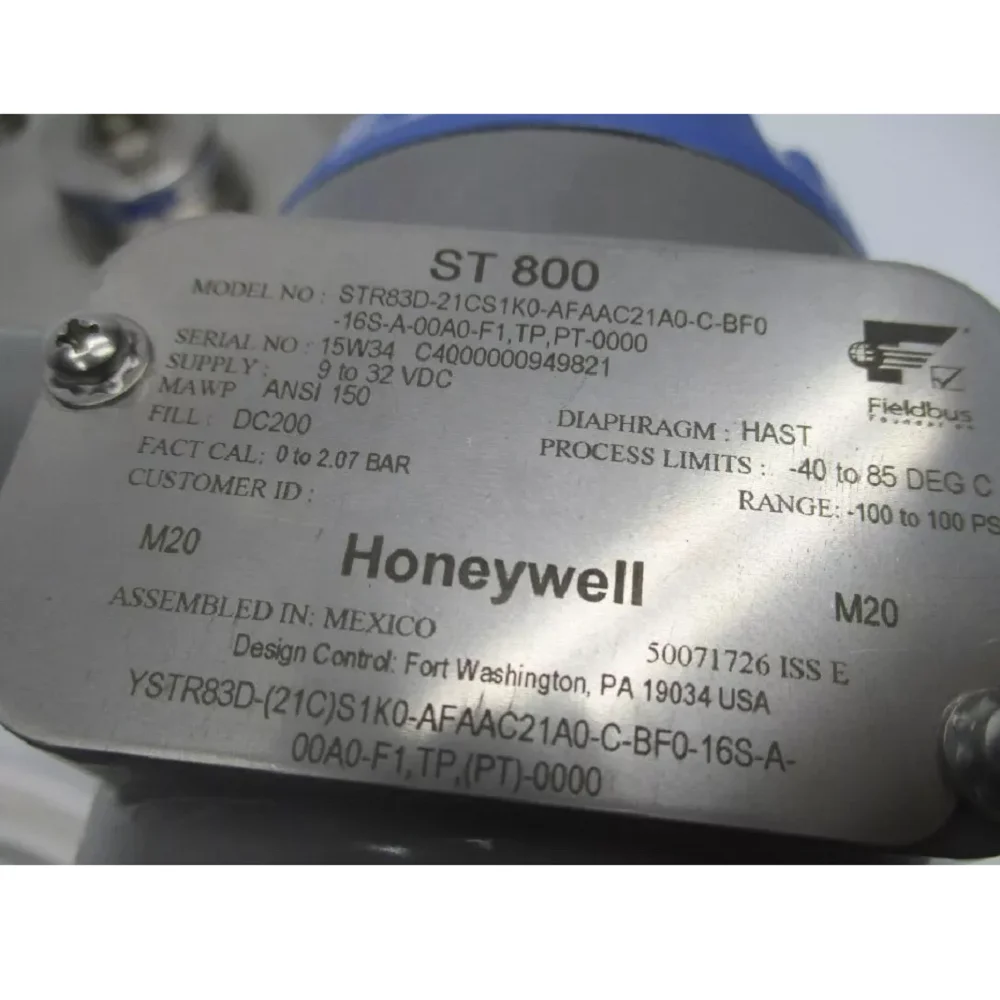 ST 800
MODEL NO : STR83D-21CS1K0-AFAAC21A0-C-BF0
-16S-A-00A0-F1,TP,PT-0000
SERIAL NO : 15W34 C4000000949821
SUPPLY : 9 to 32 VDC
MAWP ANSI 150
FILL : DC200
FACT CAL: 0 to 2.07 BAR
CUSTOMER ID :
Fieldbus
Foundation
DIAPHRAGM : HAST
PROCESS LIMITS : -40 to 85 DEG C
RANGE: -100 to 100 PS
M20
Honeywell
M20
ASSEMBLED IN: MEXICO
50071726 ISS E
Design Control: Fort Washington, PA 19034 USA
YSTR83D-(21C)S1K0-AFAAC21A0-C-BF0-16S-A-
00A0-F1,TP,(PT)-0000